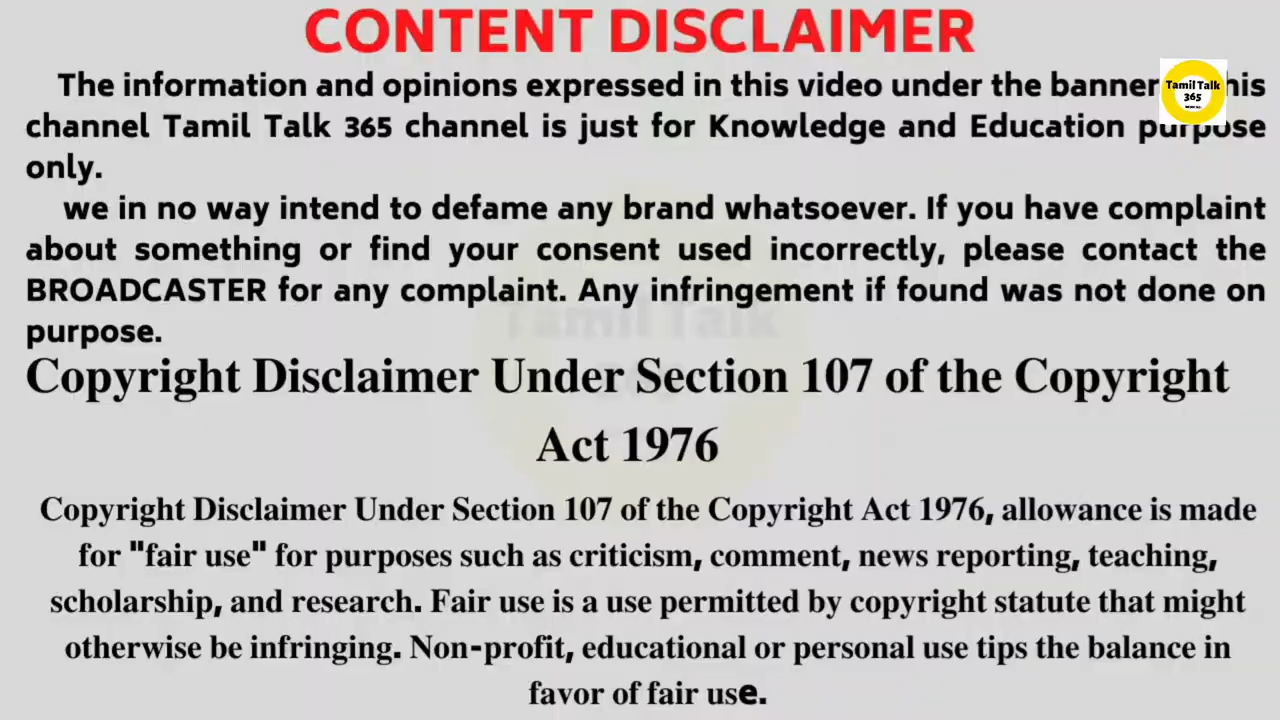 CONTENT DISCLAIMER
The information and opinions expressed in this video under the banner his
channel Tamil Talk 365 channel is just for Knowledge and Education purpose
only.
we in no way intend to defame any brand whatsoever. If you have complaint
about something or find your consent used incorrectly, please contact the
BROADCASTER for any complaint. Any infringement if found was not done on
purpose.
Copyright Disclaimer Under Section 107 of the Copyright
Act 1976
Copyright Disclaimer Under Section 107 of the Copyright Act 1976, allowance is made
for "fair use" for purposes such as criticism, comment, news reporting, teaching,
scholarship, and research. Fair use is a use permitted by copyright statute that might
otherwise be infringing. Non-profit, educational or personal use tips the balance in
favor of fair use.
Tamil Talk
365
Tamil Talk